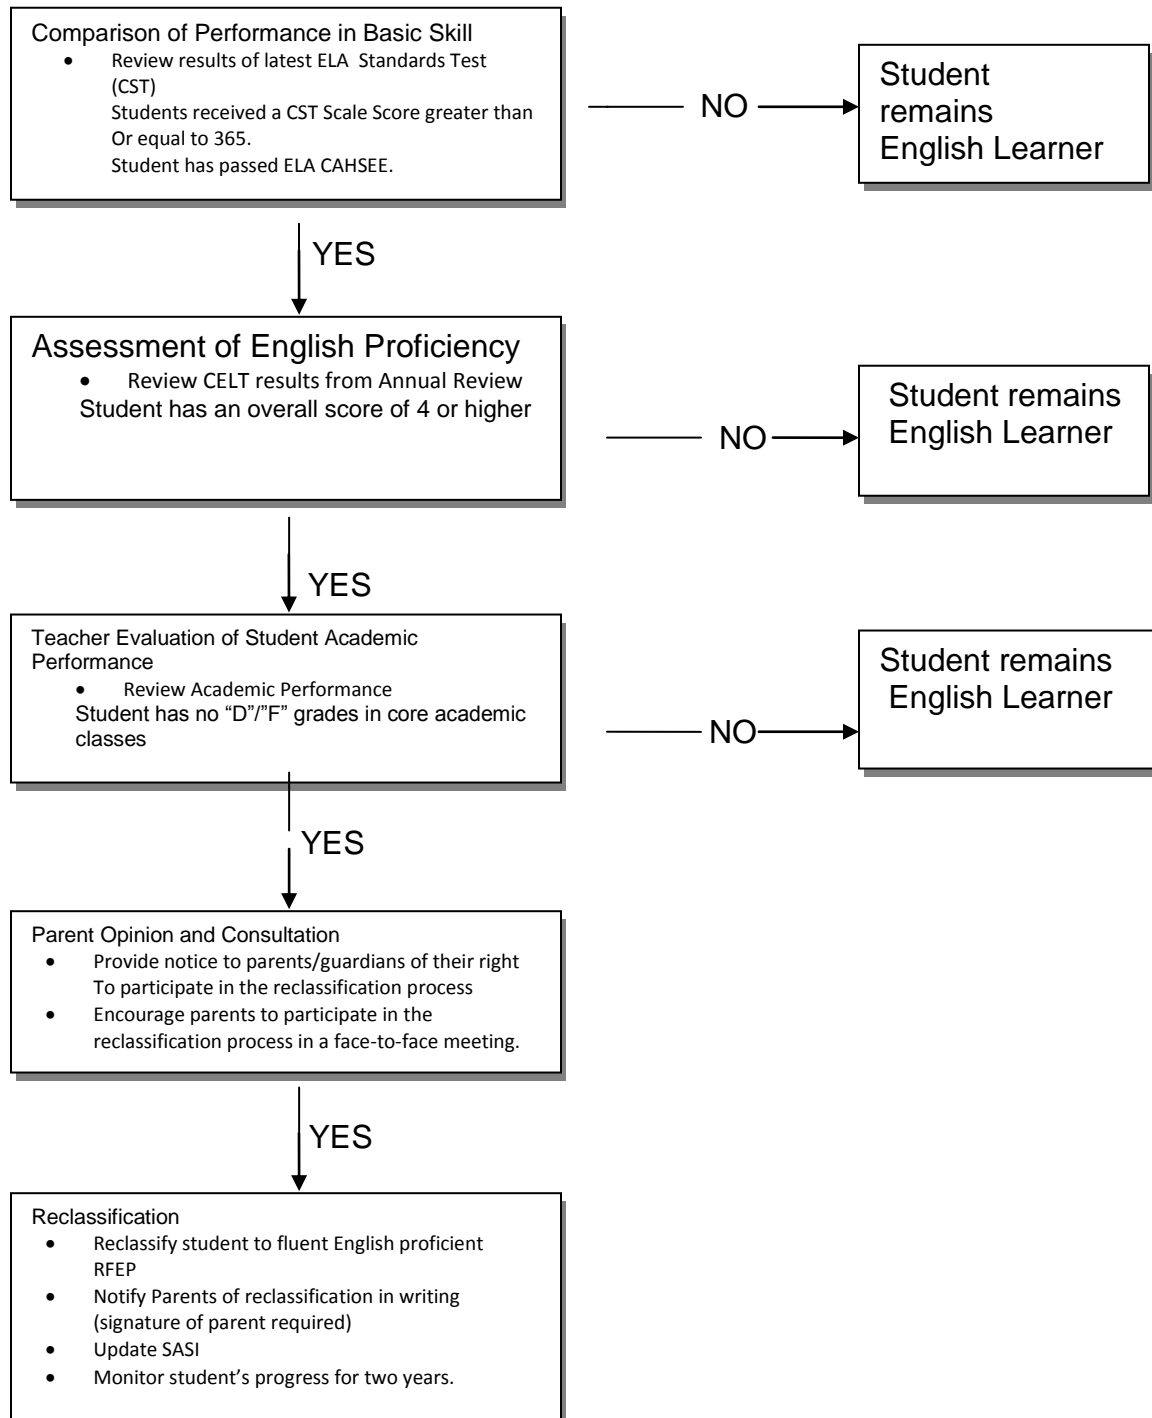 Comparison of Performance in Basic Skill
• Review results of latest ELA Standards Test
(CST)
Students received a CST Scale Score greater than
Or equal to 365.
Student has passed ELA CAHSEE.
NO
Student
remains
English Learner
YES
Assessment of English Proficiency
• Review CELT results from Annual Review
Student has an overall score of 4 or higher
NO
Student remains
English Learner
YES
Teacher Evaluation of Student Academic
Performance
• Review Academic Performance
Student has no “D”/”F” grades in core academic
classes
NO
Student remains
English Learner
YES
Parent Opinion and Consultation
• Provide notice to parents/guardians of their right
To participate in the reclassification process
• Encourage parents to participate in the
reclassification process in a face-to-face meeting.
YES
Reclassification
• Reclassify student to fluent English proficient
RFEP
• Notify Parents of reclassification in writing
(signature of parent required)
• Update SASI
• Monitor student’s progress for two years.